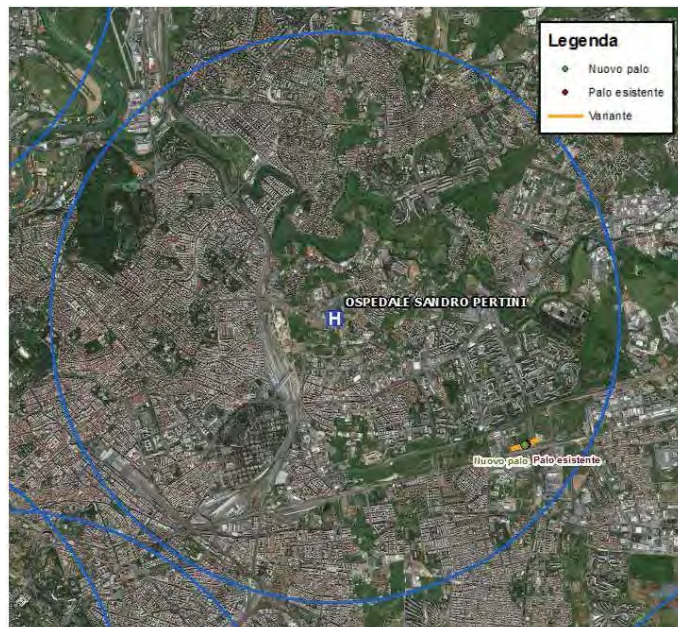 Legenda
Nuovo palo
Palo esistente
Variante
OSPEDALE SANDRO PERTINI
H
Nuovo palo Palo esistente